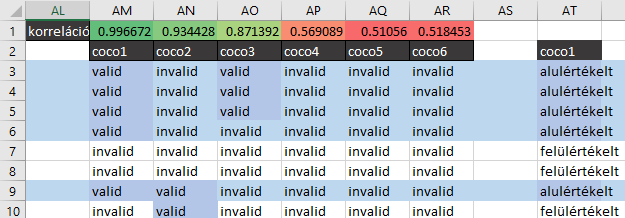 AL AM AN AO AP AQ AR AS AT
1 korreláció 0.996672 0.934428 0.871392 0.569089 0.51056 0.518453
2 coco1 coco2 coco3 coco4 coco5 coco6 coco1
3 valid invalid valid invalid invalid invalid alulértékelt
4 valid invalid valid invalid invalid invalid alulértékelt
5 valid invalid valid invalid invalid invalid alulértékelt
6 valid invalid invalid invalid invalid invalid alulértékelt
7 invalid invalid invalid invalid invalid invalid felülértékelt
8 invalid invalid invalid invalid invalid invalid felülértékelt
9 valid valid invalid invalid invalid invalid alulértékelt
10 invalid valid invalid invalid invalid invalid felülértékelt